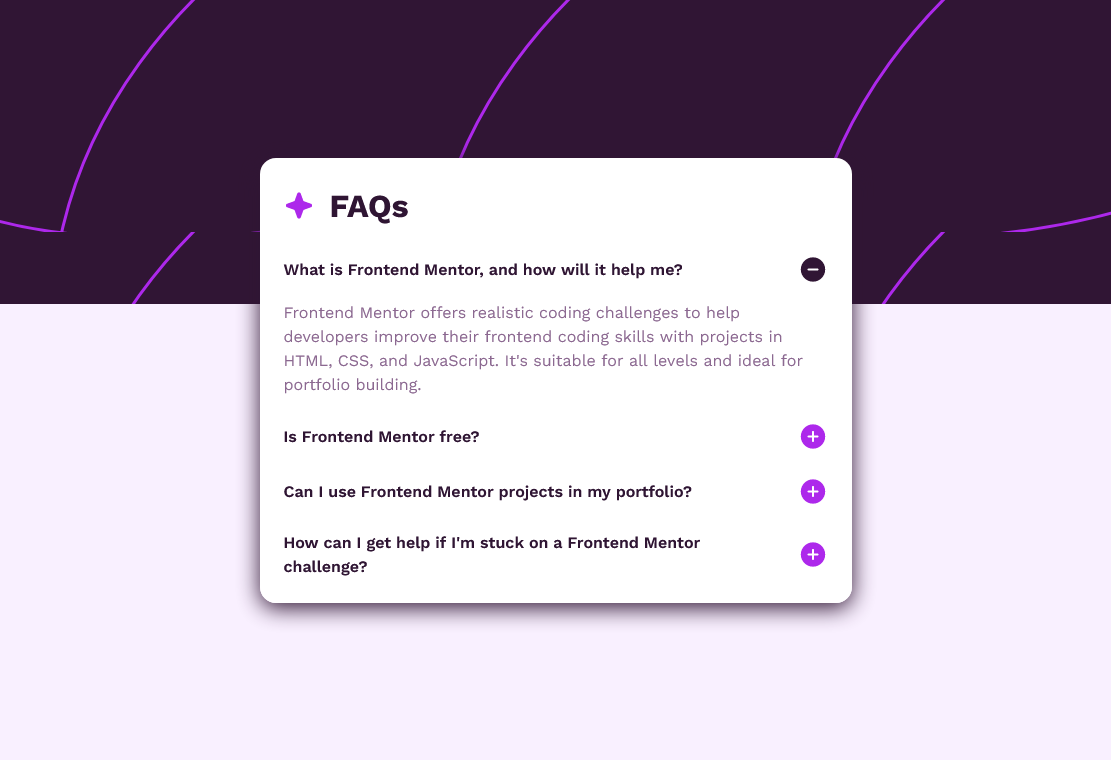 FAQs
What is Frontend Mentor, and how will it help me?
Frontend Mentor offers realistic coding challenges to help
developers improve their frontend coding skills with projects in
HTML, CSS, and JavaScript. It's suitable for all levels and ideal for
portfolio building.
Is Frontend Mentor free?
Can I use Frontend Mentor projects in my portfolio?
How can I get help if I'm stuck on a Frontend Mentor
challenge?